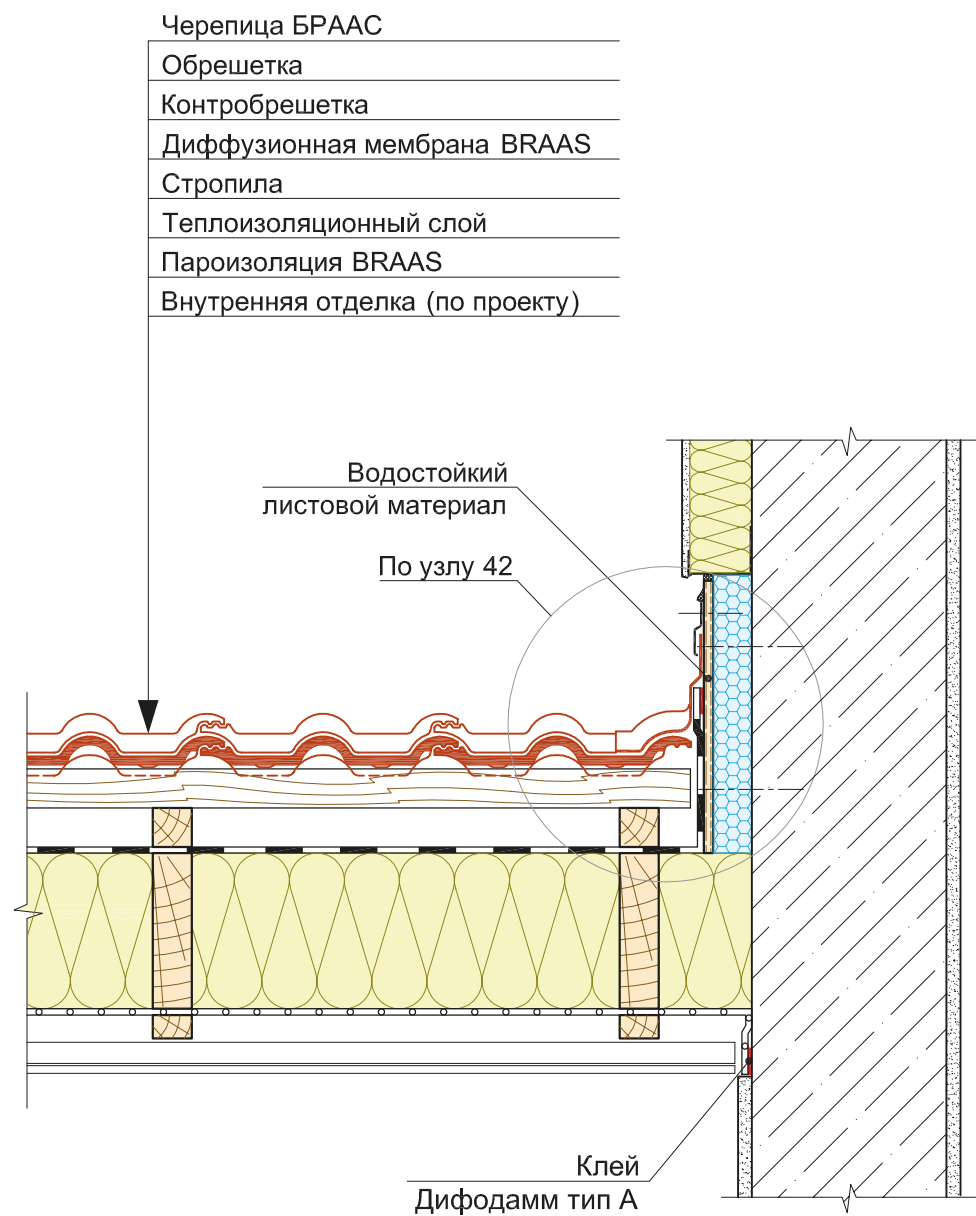 Черепица БРААС
Обрешетка
Контробрешетка
Диффузионная мембрана BRAAS
Стропила
Теплоизоляционный слой
Пароизоляция BRAAS
Внутренняя отделка (по проекту)
Водостойкий
листовой материал
По узлу 42
Клей
Дифодамм тип А